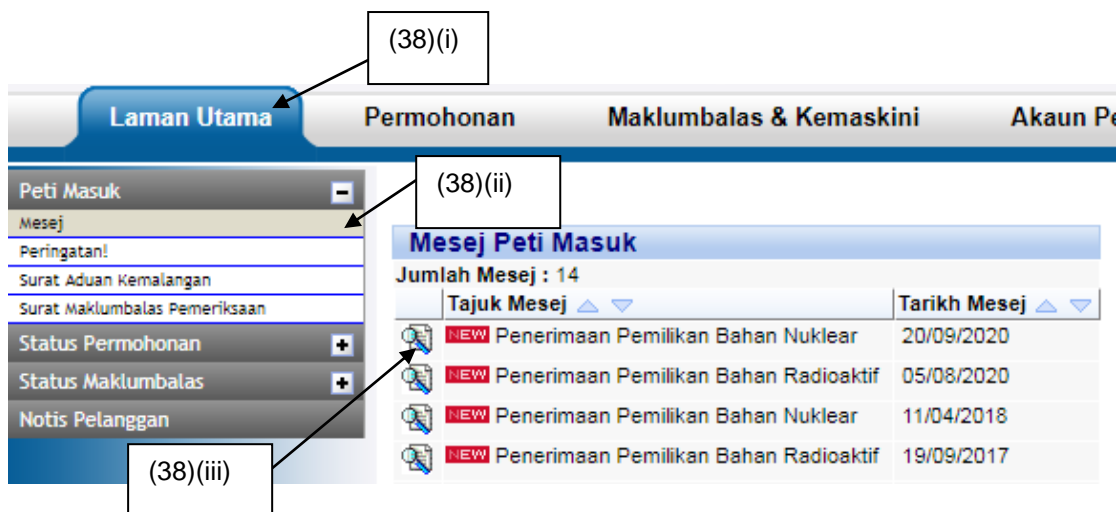 (38)(i)
Laman Utama Permohonan Maklumbalas & Kemaskini Akaun
(38)(ii)
Peti Masuk
Mesej
Peringatan!
Surat Aduan Kemalangan
Surat Maklumbalas Pemeriksaan
Status Permohonan
Status Maklumbalas
Notis Pelanggan
(38)(iii)
Mesej Peti Masuk
Jumlah Mesej : 14
Tajuk Mesej Tarikh Mesej
NEW Penerimaan Pemilikan Bahan Nuklear 20/09/2020
NEW Penerimaan Pemilikan Bahan Radioaktif 05/08/2020
NEW Penerimaan Pemilikan Bahan Nuklear 11/04/2018
NEW Penerimaan Pemilikan Bahan Radioaktif 19/09/2017